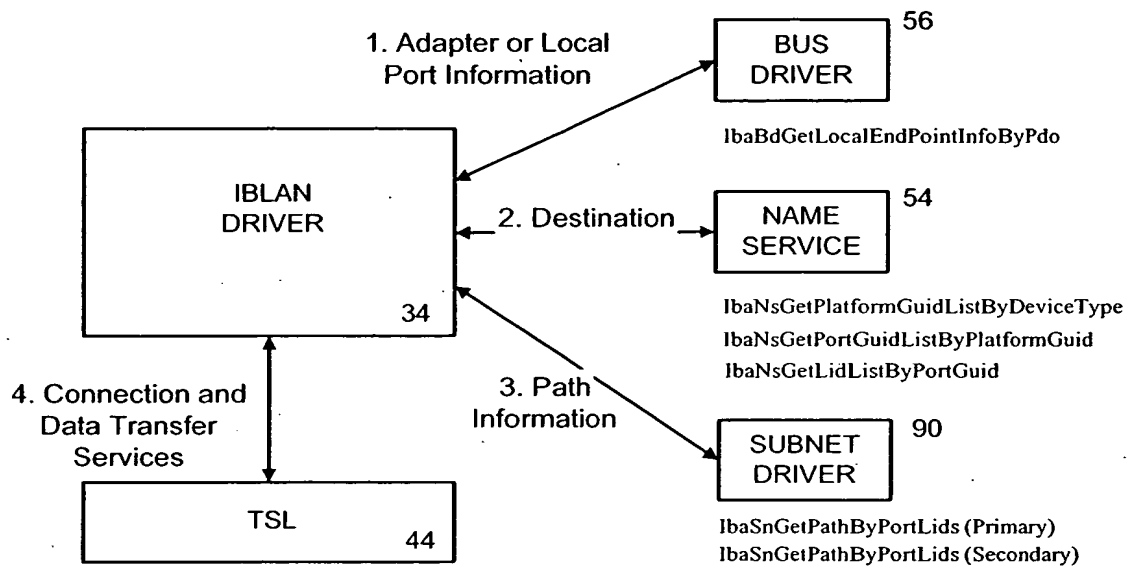 56
1. Adapter or Local
Port Information
BUS
DRIVER
IbaBdGetLocalEndPointInfoByPdo
IBLAN
DRIVER
34
2. Destination
54
NAME
SERVICE
IbaNsGetPlatformGuidListByDeviceType
IbaNsGetPortGuidListByPlatformGuid
IbaNsGetLidListByPortGuid
3. Path
Information
4. Connection and
Data Transfer
Services
90
SUBNET
DRIVER
IbaSnGetPathByPortLids (Primary)
IbaSnGetPathByPortLids (Secondary)
TSL
44